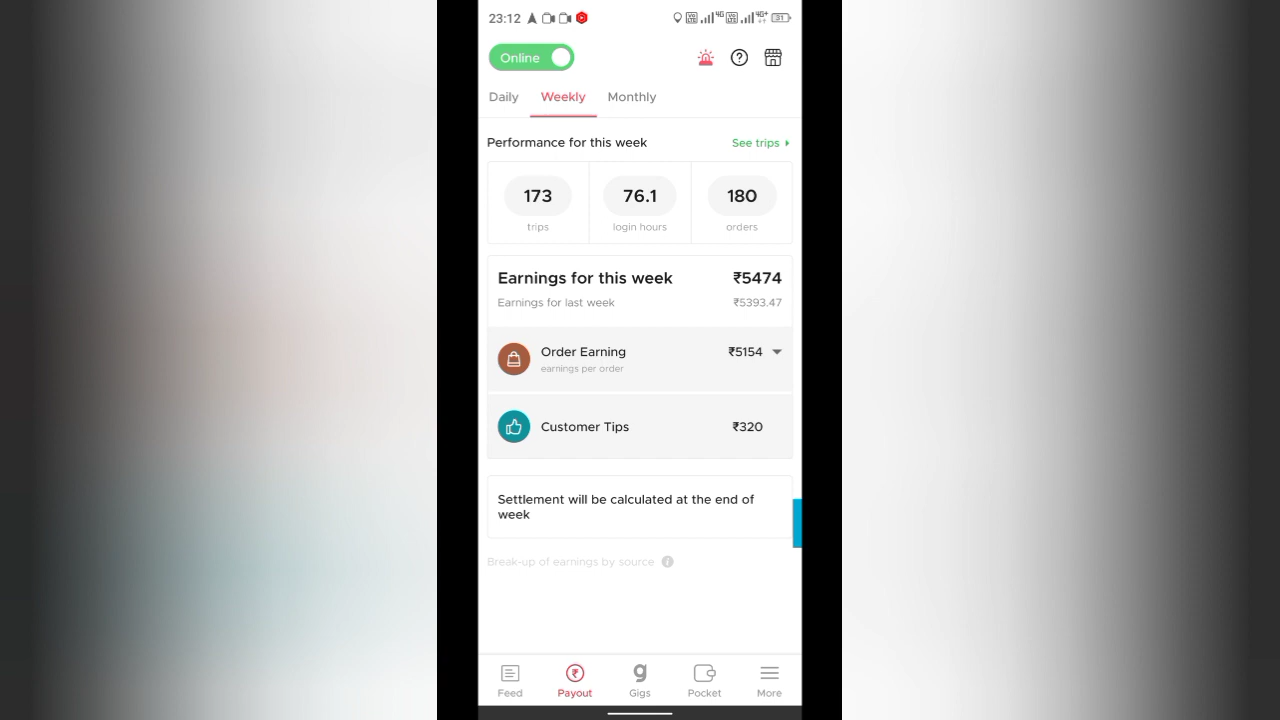 23:12
31
Online
Daily Weekly Monthly
Performance for this week See trips
173 76.1 180
trips login hours orders
Earnings for this week ₹5474
Earnings for last week ₹5393.47
Order Earning ₹5154
earnings per order
Customer Tips ₹320
Settlement will be calculated at the end of
week
Break-up of earnings by source
Feed Payout Gigs Pocket More